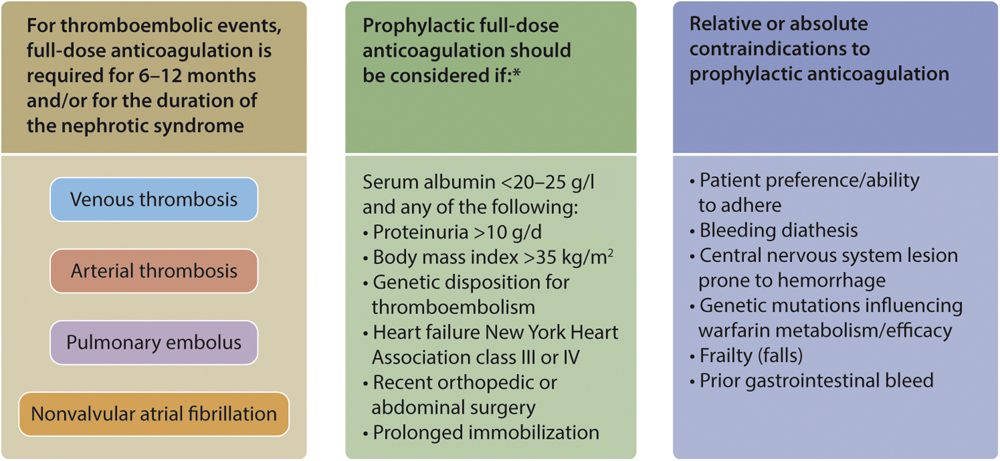 For thromboembolic events,
full-dose anticoagulation is
required for 6–12 months
and/or for the duration of
the nephrotic syndrome
Venous thrombosis
Arterial thrombosis
Pulmonary embolus
Nonvalvular atrial fibrillation
Prophylactic full-dose
anticoagulation should
be considered if:*
Serum albumin <20–25 g/l
and any of the following:
• Proteinuria >10 g/d
• Body mass index >35 kg/m²
• Genetic disposition for
thromboembolism
• Heart failure New York Heart
Association class III or IV
• Recent orthopedic or
abdominal surgery
• Prolonged immobilization
Relative or absolute
contraindications to
prophylactic anticoagulation
• Patient preference/ability
to adhere
• Bleeding diathesis
• Central nervous system lesion
prone to hemorrhage
• Genetic mutations influencing
warfarin metabolism/efficacy
• Frailty (falls)
• Prior gastrointestinal bleed